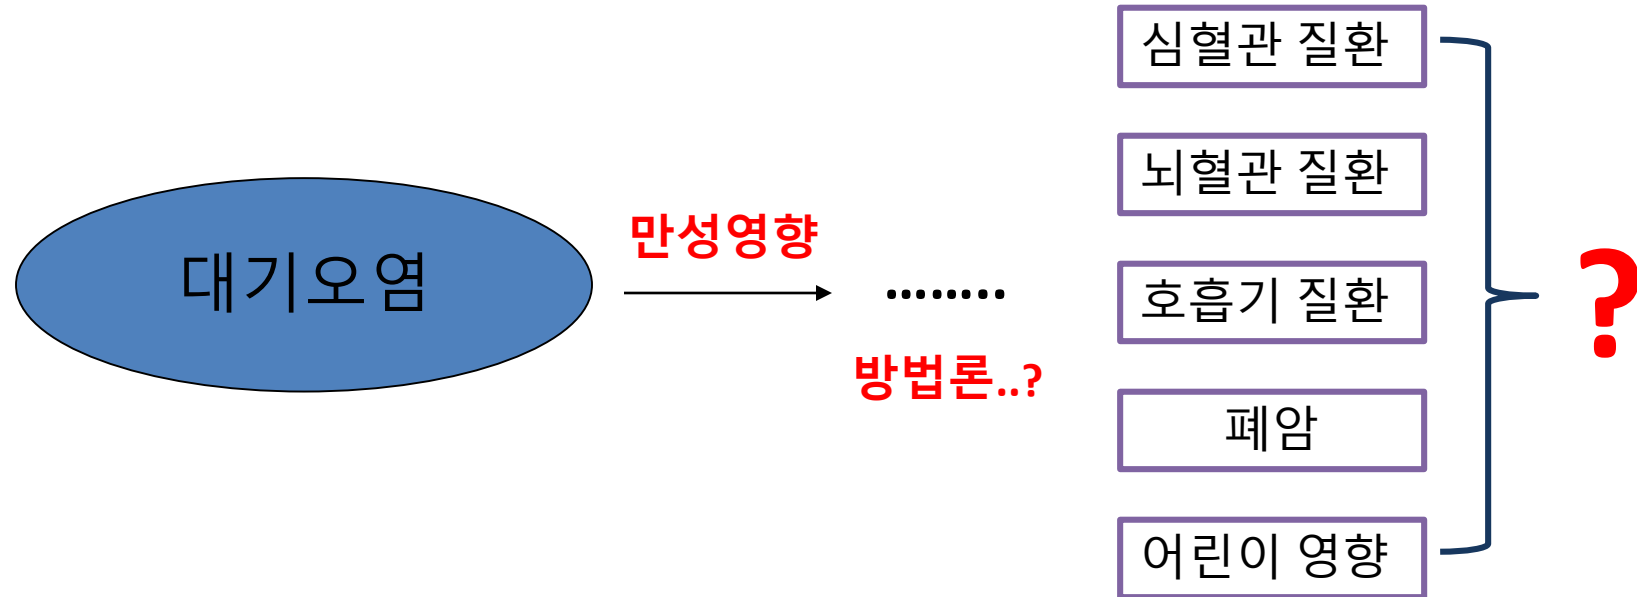 대기오염
만성영향
........
방법론..?
심혈관 질환
뇌혈관 질환
호흡기 질환
폐암
어린이 영향
?